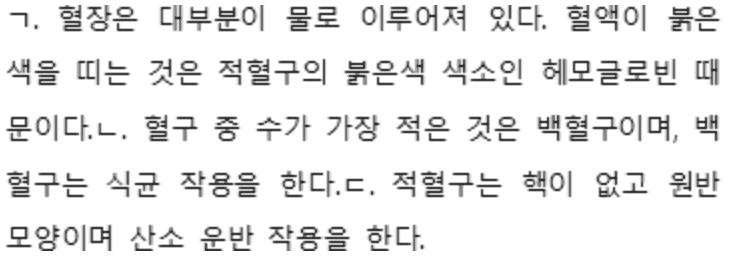 ㄱ. 혈장은 대부분이 물로 이루어져 있다. 혈액이 붉은
색을 띠는 것은 적혈구의 붉은색 색소인 헤모글로빈 때
문이다.ㄴ. 혈구 중 수가 가장 적은 것은 백혈구이며, 백
혈구는 식균 작용을 한다.ㄷ. 적혈구는 핵이 없고 원반
모양이며 산소 운반 작용을 한다.